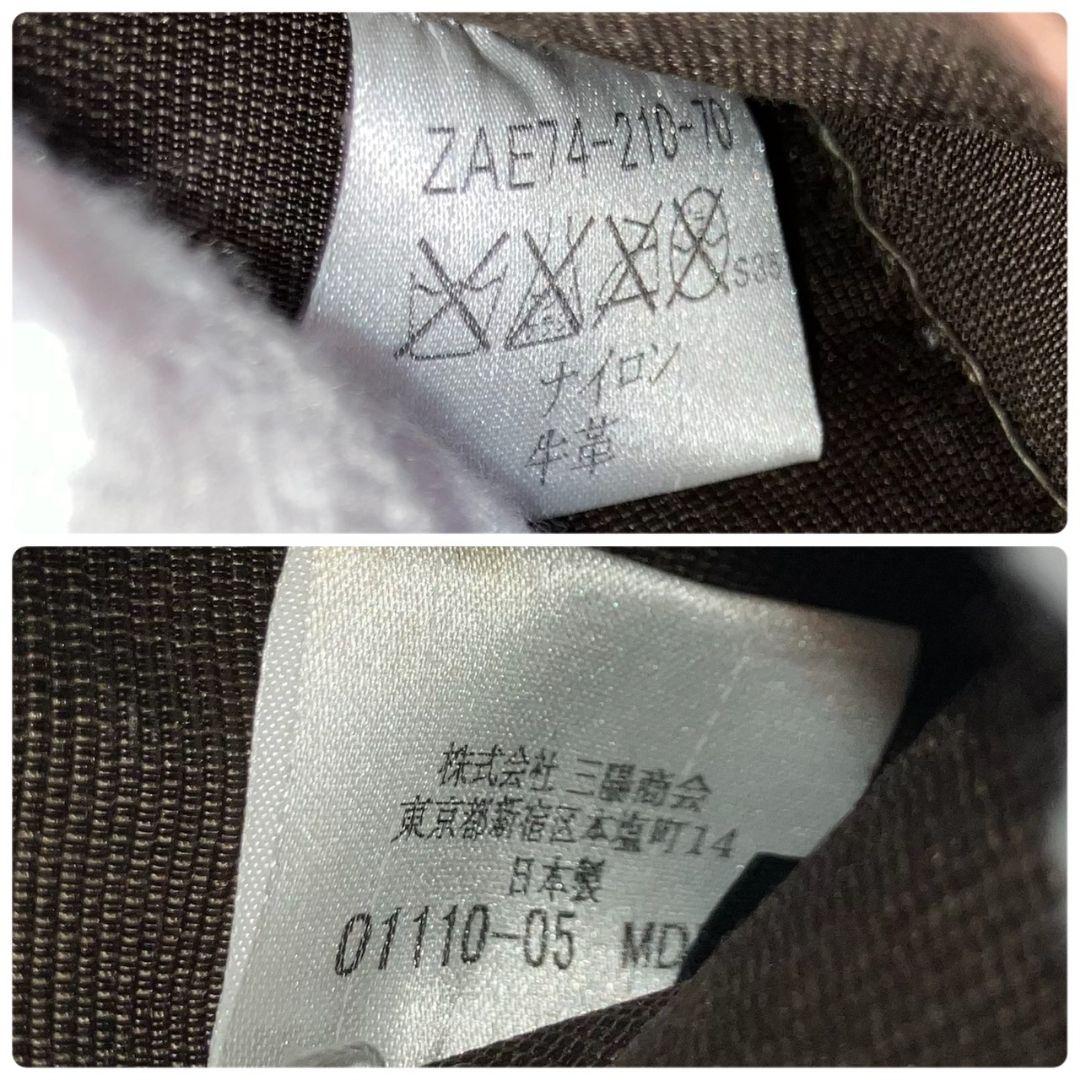 ZAE74-210-70
S35
ナイロン
牛革
株式会社 三陽商会
東京都新宿区本塩町14
日本製
01110-05 MD